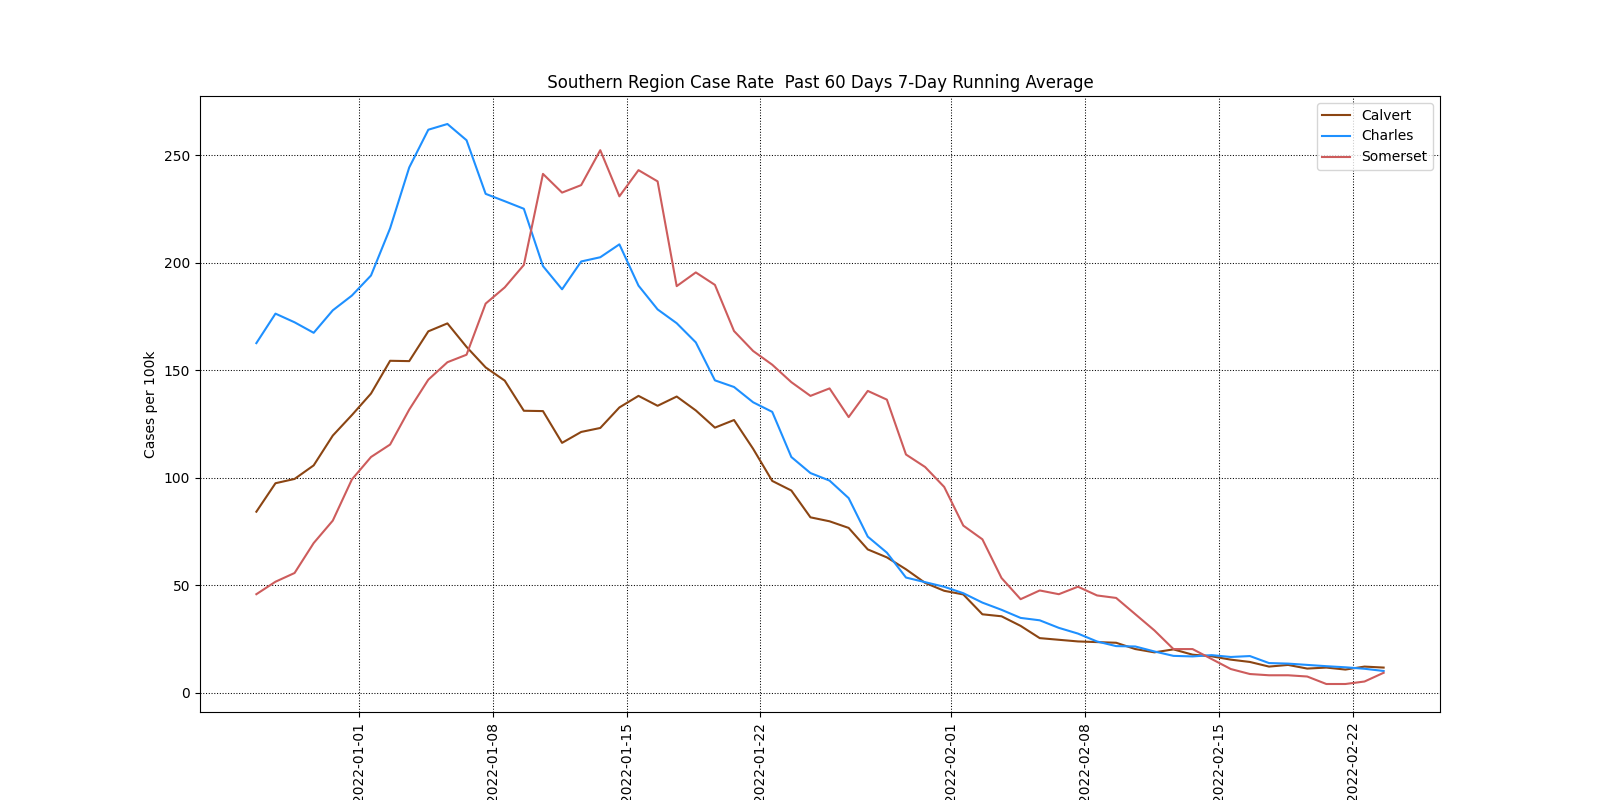 Southern Region Case Rate  Past 60 Days 7-Day Running Average
Calvert
Charles
Somerset
Cases per 100k
250
200
150
100
50
0
2022-01-01
2022-01-08
2022-01-15
2022-01-22
2022-02-01
2022-02-08
2022-02-15
2022-02-22